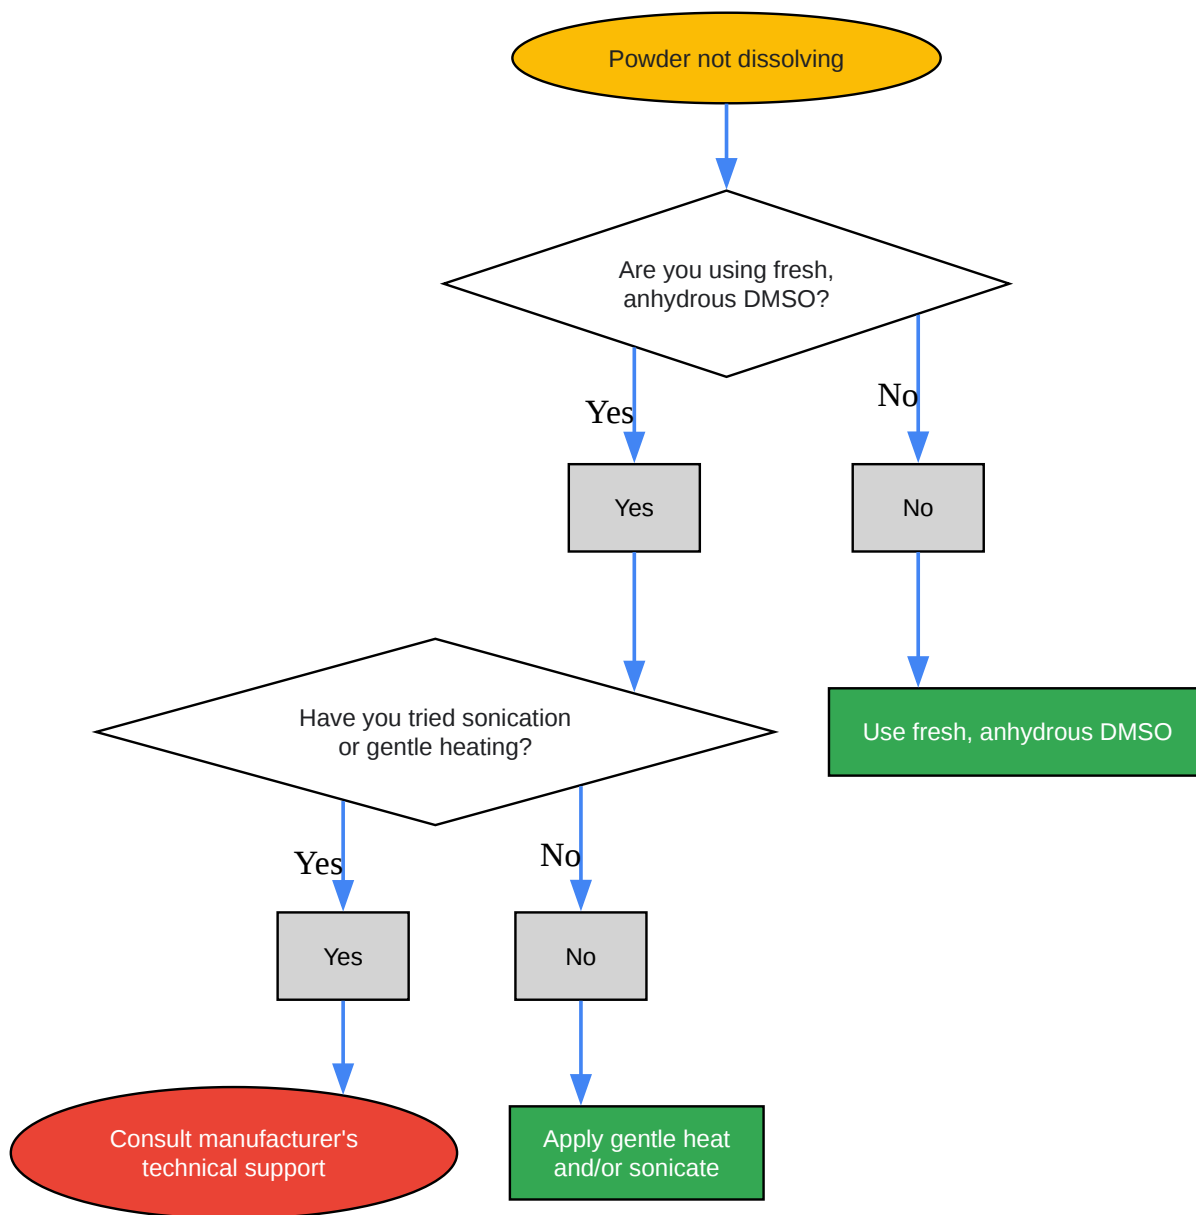 Powder not dissolving
Are you using fresh,
anhydrous DMSO?
Yes
No
Yes
No
Have you tried sonication
or gentle heating?
Use fresh, anhydrous DMSO
Yes
No
Yes
No
Consult manufacturer's
technical support
Apply gentle heat
and/or sonicate